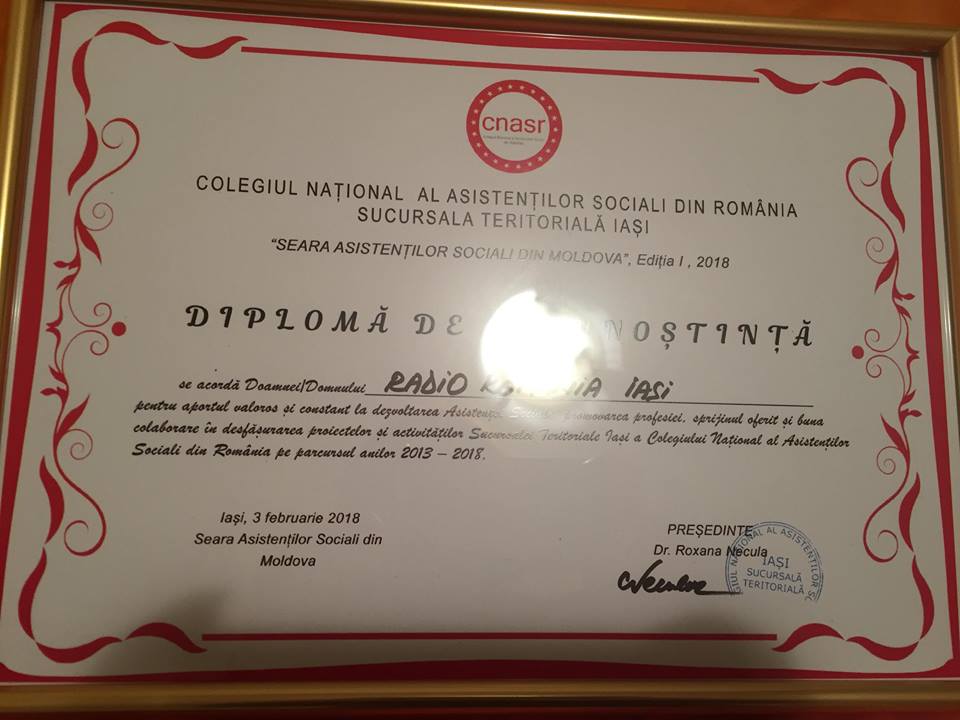 cnasr
COLEGIUL NAȚIONAL AL ASISTENȚILOR SOCIALI DIN ROMÂNIA
SUCURSALA TERITORIALĂ IAȘI
“SEARA ASISTENȚILOR SOCIALI DIN MOLDOVA”, Ediția I , 2018
DIPLOMĂ DE
se acordă Doamnei/Domnului RADIO ROMÂNIA IAȘI
pentru aportul valoros și constant la dezvoltarea Asistenței Sociale, promovarea profesiei, sprijinul oferit și buna
colaborare în desfășurarea proiectelor și activităților Sucursalei Teritoriale Iași a Colegiului Național al Asistenților
Sociali din România pe parcursul anilor 2013 – 2018.
Iași, 3 februarie 2018
Seara Asistenților Sociali din
Moldova
PREȘEDINTE
Dr. Roxana Necula
IAȘI
SUCURSALĂ
TERITORIALĂ